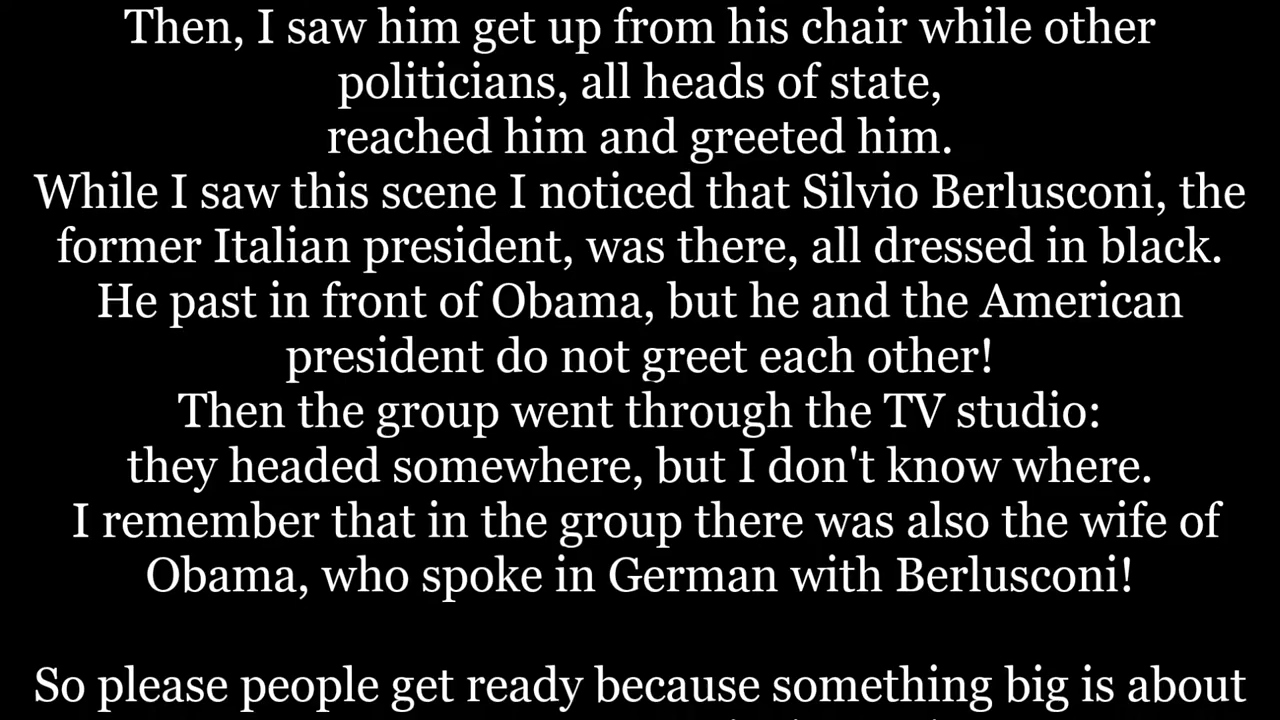 Then, I saw him get up from his chair while other
politicians, all heads of state,
reached him and greeted him.
While I saw this scene I noticed that Silvio Berlusconi, the
former Italian president, was there, all dressed in black.
He past in front of Obama, but he and the American
president do not greet each other!
Then the group went through the TV studio:
they headed somewhere, but I don't know where.
I remember that in the group there was also the wife of
Obama, who spoke in German with Berlusconi!
So please people get ready because something big is about